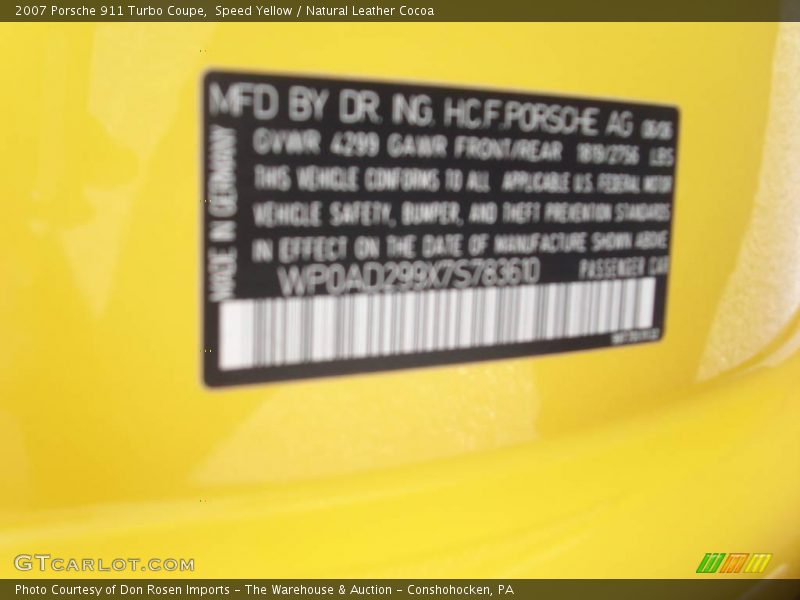 2007 Porsche 911 Turbo Coupe,  Speed Yellow / Natural Leather Cocoa
MFD BY DR. ING. H.C.F. PORSCHE AG
GVWR 4299 GAWR FRONT/REAR 1819/2756 LBS
THIS VEHICLE CONFORMS TO ALL APPLICABLE U.S. FEDERAL MOTOR
VEHICLE SAFETY, BUMPER, AND THEFT PREVENTION STANDARDS
IN EFFECT ON THE DATE OF MANUFACTURE SHOWN ABOVE
WP0AD299X7S783610 PASSENGER CAR
MADE IN GERMANY
GTCARLOT.COM
Photo Courtesy of Don Rosen Imports - The Warehouse & Auction - Conshohocken, PA